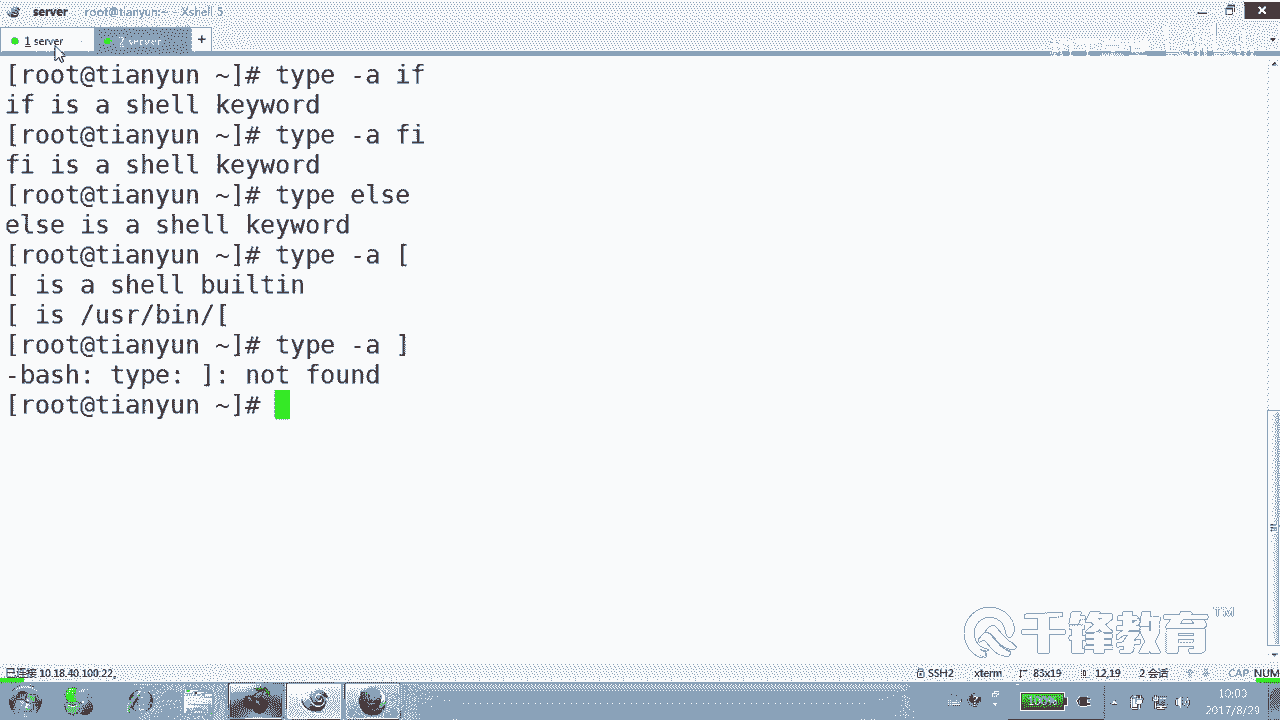 server root@tianyun:~ - Xshell 5
1 server 2 server +
[root@tianyun ~]# type -a if
if is a shell keyword
[root@tianyun ~]# type -a fi
fi is a shell keyword
[root@tianyun ~]# type else
else is a shell keyword
[root@tianyun ~]# type -a [
[ is a shell builtin
[ is /usr/bin/[
[root@tianyun ~]# type -a ]
-bash: type: ]: not found
[root@tianyun ~]#
千锋教育™
已连接 10.18.40.100:22。 SSH2 xterm 83x19 12,19 2 会话 CAP NUM
100% 10:03
2017/8/29